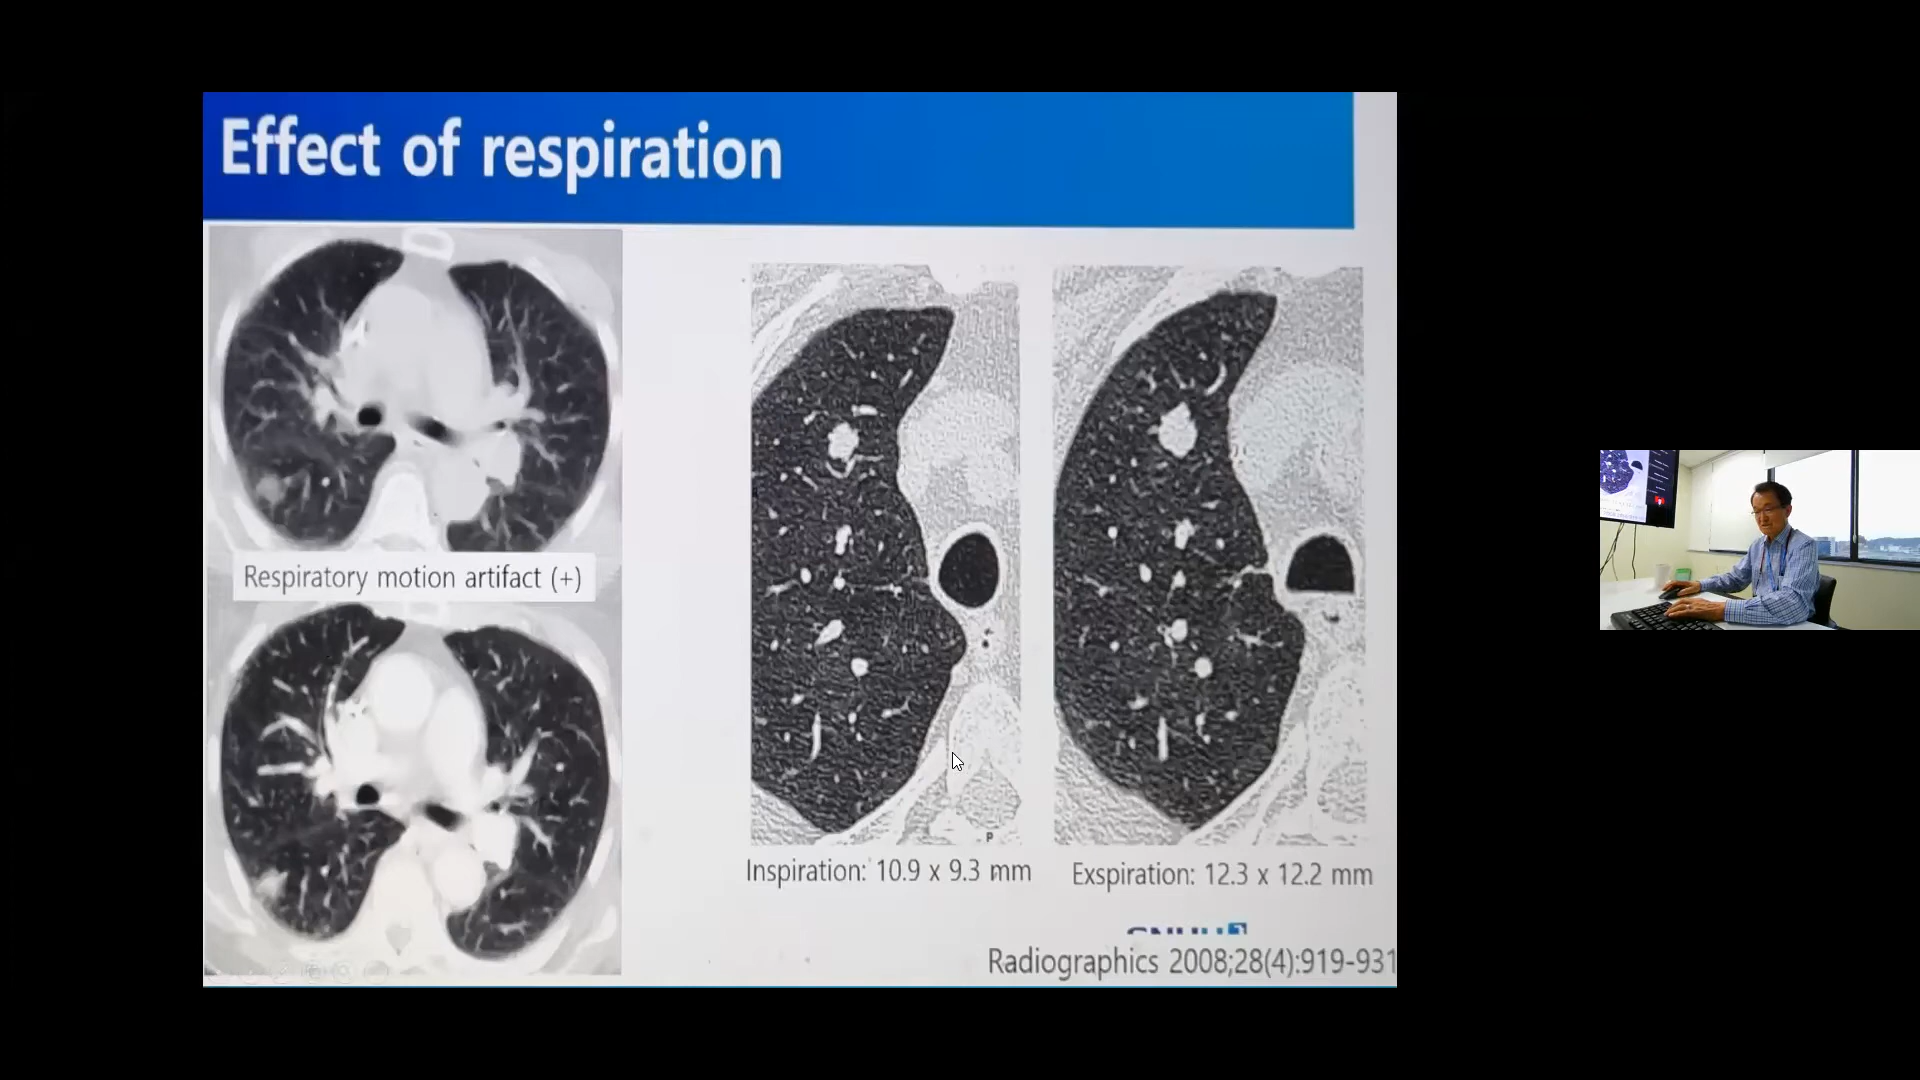 Effect of respiration
Respiratory motion artifact (+)
Inspiration: 10.9 x 9.3 mm
Exspiration: 12.3 x 12.2 mm
P
Radiographics 2008;28(4):919-931